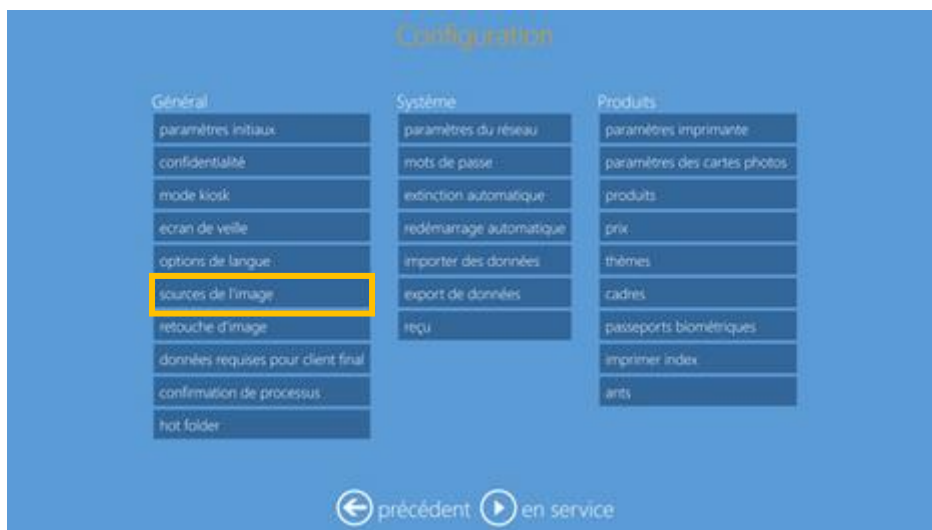 Configuration
Général
paramètres initiaux
confidentialité
mode kiosk
ecran de veille
options de langue
sources de l'image
retouche d'image
données requises pour client final
confirmation de processus
hot folder
Système
paramètres du réseau
mots de passe
extinction automatique
redémarrage automatique
importer des données
export de données
reçu
Produits
paramètres imprimante
paramètres des cartes photos
produits
prix
thèmes
cadres
passeports biométriques
imprimer index
ants
précédent en service